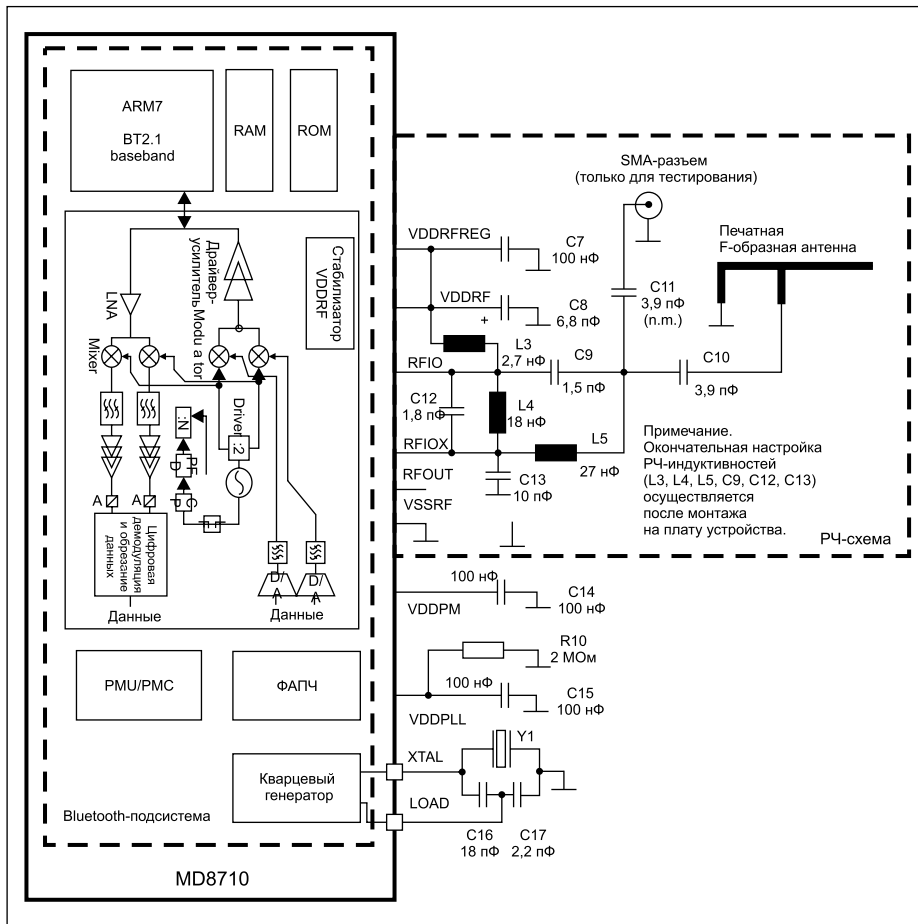 ARM7
BT2.1
baseband
RAM
ROM
Драйвер-
усилитель
Modu a tor
Стабилизатор
VDDRF
LNA
Mixer
:N
PF
D
C
P
Driver
:2
A
A
Цифровая
демодуляция
и обрезание
данных
D/
A
D/
A
Данные
Данные
PMU/PMC
ФАПЧ
Кварцевый
генератор
Bluetooth-подсистема
MD8710
SMA-разъем
(только для тестирования)
Печатная
F-образная антенна
VDDRFREG
C7
100 нФ
VDDRF
C8
6,8 пФ
+
C11
3,9 пФ
(n.m.)
L3
2,7 нФ
RFIO
C9
1,5 пФ
C10
3,9 пФ
C12
1,8 пФ
L4
18 нФ
RFIOX
L5
27 нФ
RFOUT
C13
10 пФ
VSSRF
Примечание.
Окончательная настройка
РЧ-индуктивностей
(L3, L4, L5, C9, C12, C13)
осуществляется
после монтажа
на плату устройства.
РЧ-схема
100 нФ
C14
100 нФ
VDDPM
R10
2 МОм
100 нФ
C15
100 нФ
VDDPLL
XTAL
Y1
LOAD
C16
18 пФ
C17
2,2 пФ